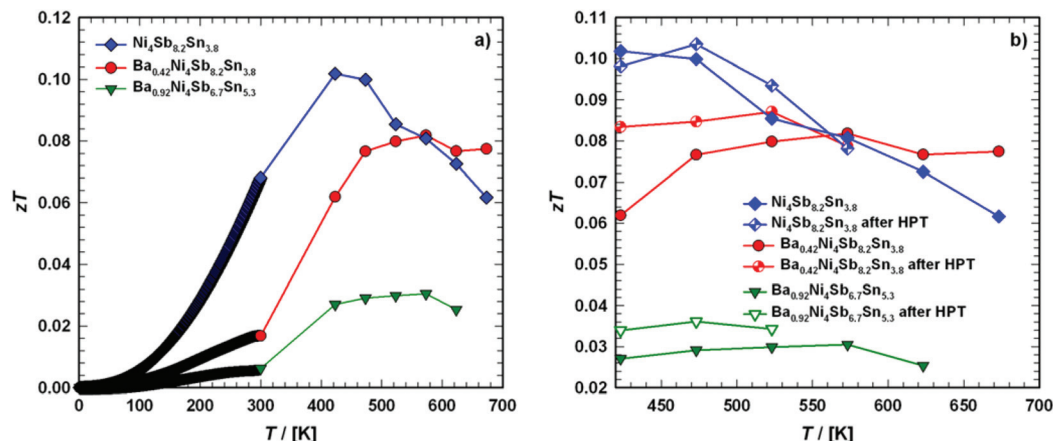 a)
Ni₄Sb₈.₂Sn₃.₈
Ba₀.₄₂Ni₄Sb₈.₂Sn₃.₈
Ba₀.₉₂Ni₄Sb₆.₇Sn₅.₃
zT
0.12
0.10
0.08
0.06
0.04
0.02
0.00
0 100 200 300 400 500 600 700
T / [K]
b)
zT
0.11
0.10
0.09
0.08
0.07
0.06
0.05
0.04
0.03
0.02
Ni₄Sb₈.₂Sn₃.₈
Ni₄Sb₈.₂Sn₃.₈ after HPT
Ba₀.₄₂Ni₄Sb₈.₂Sn₃.₈
Ba₀.₄₂Ni₄Sb₈.₂Sn₃.₈ after HPT
Ba₀.₉₂Ni₄Sb₆.₇Sn₅.₃
Ba₀.₉₂Ni₄Sb₆.₇Sn₅.₃ after HPT
450 500 550 600 650 700
T / [K]